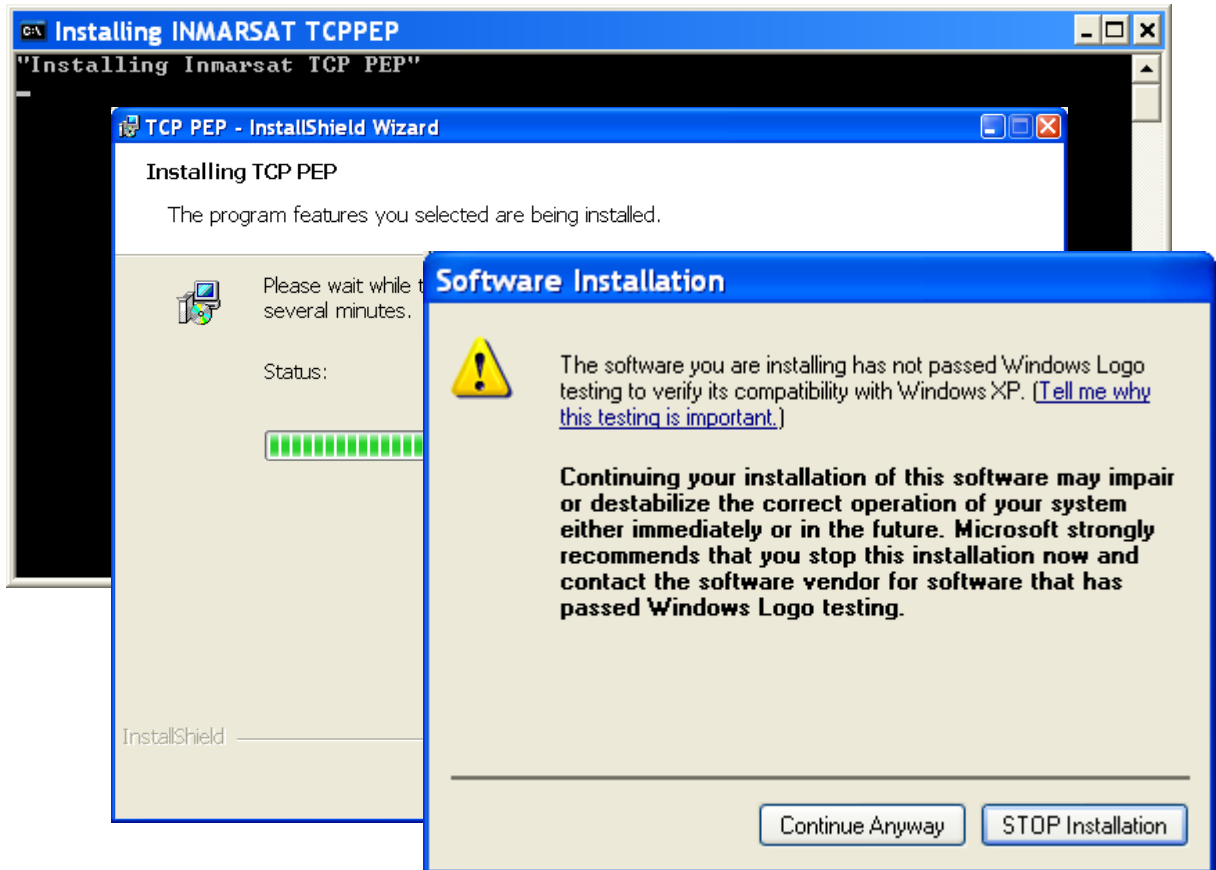 Installing INMARSAT TCPPEP
"Installing Inmarsat TCP PEP"
TCP PEP - InstallShield Wizard
Installing TCP PEP
The program features you selected are being installed.
Please wait while t
several minutes.
Status:
InstallShield
Software Installation
The software you are installing has not passed Windows Logo
testing to verify its compatibility with Windows XP. (Tell me why
this testing is important.)
Continuing your installation of this software may impair
or destabilize the correct operation of your system
either immediately or in the future. Microsoft strongly
recommends that you stop this installation now and
contact the software vendor for software that has
passed Windows Logo testing.
Continue Anyway
STOP Installation